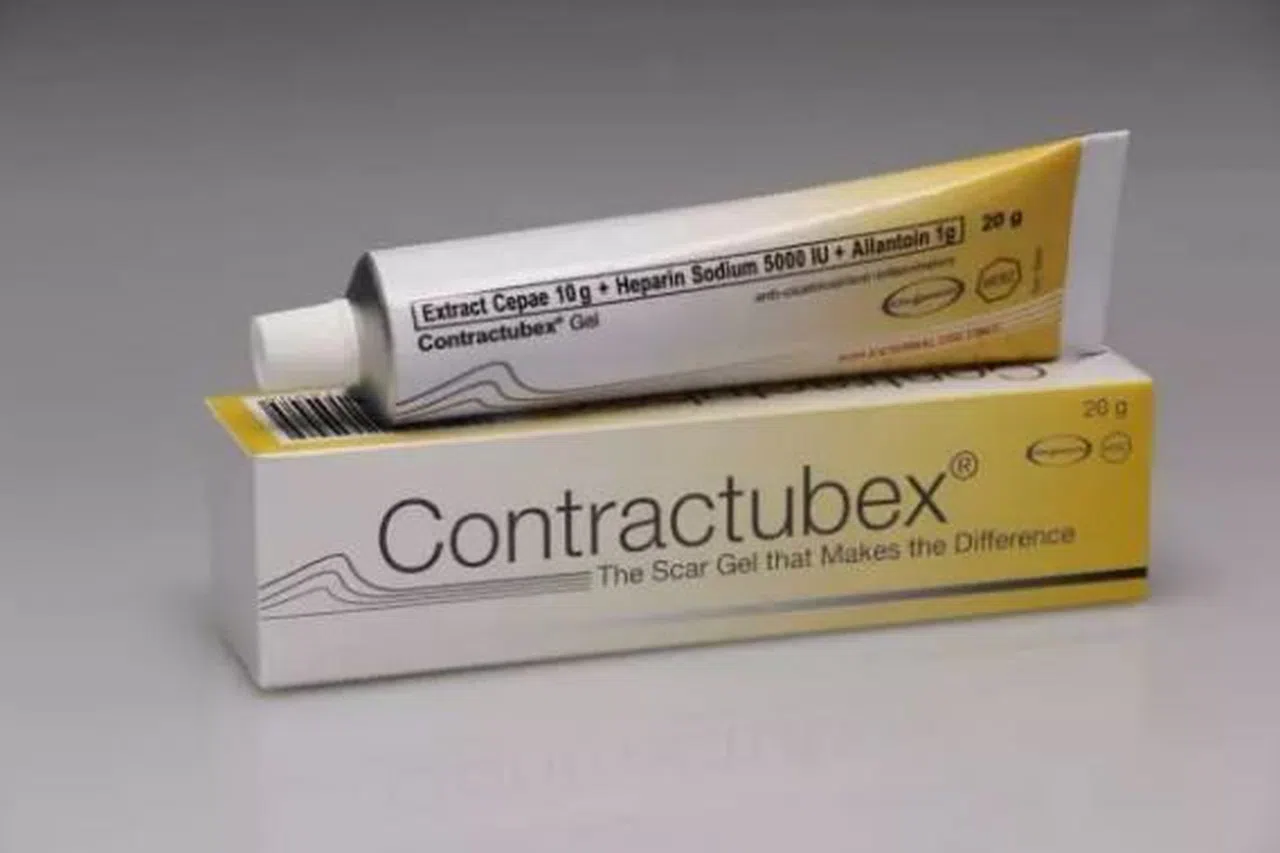 Extract Cepae 10 g + Heparin Sodium 5000 IU + Allantoin 1g
20 g
Contractubex® Gel
20 g
Contractubex®
The Scar Gel that Makes the Difference